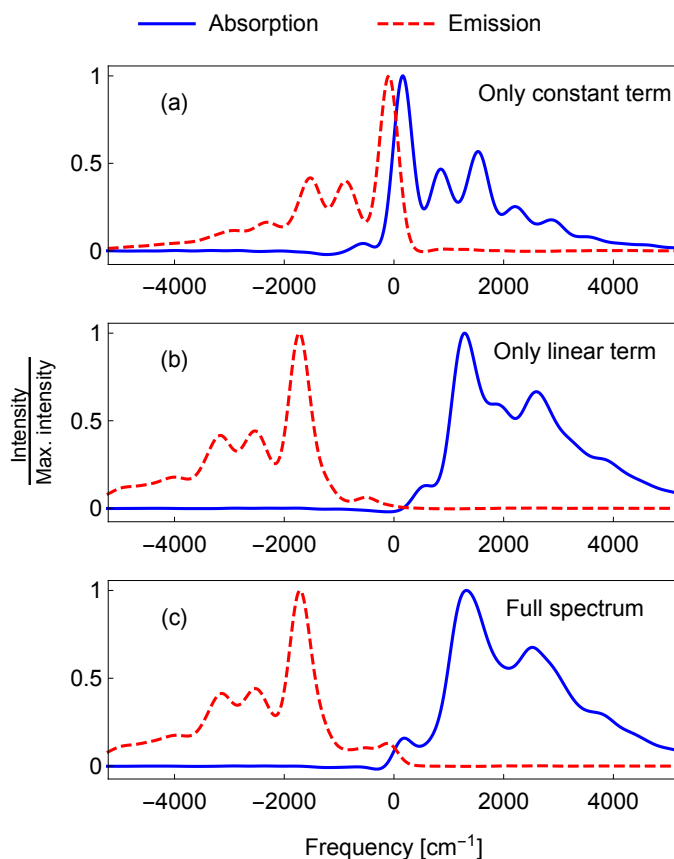 Absorption Emission
(a) Only constant term
1
0.5
0
−4000 −2000 0 2000 4000
(b) Only linear term
1
0.5
0
−4000 −2000 0 2000 4000
Intensity
Max. intensity
(c) Full spectrum
1
0.5
0
−4000 −2000 0 2000 4000
Frequency [cm⁻¹]